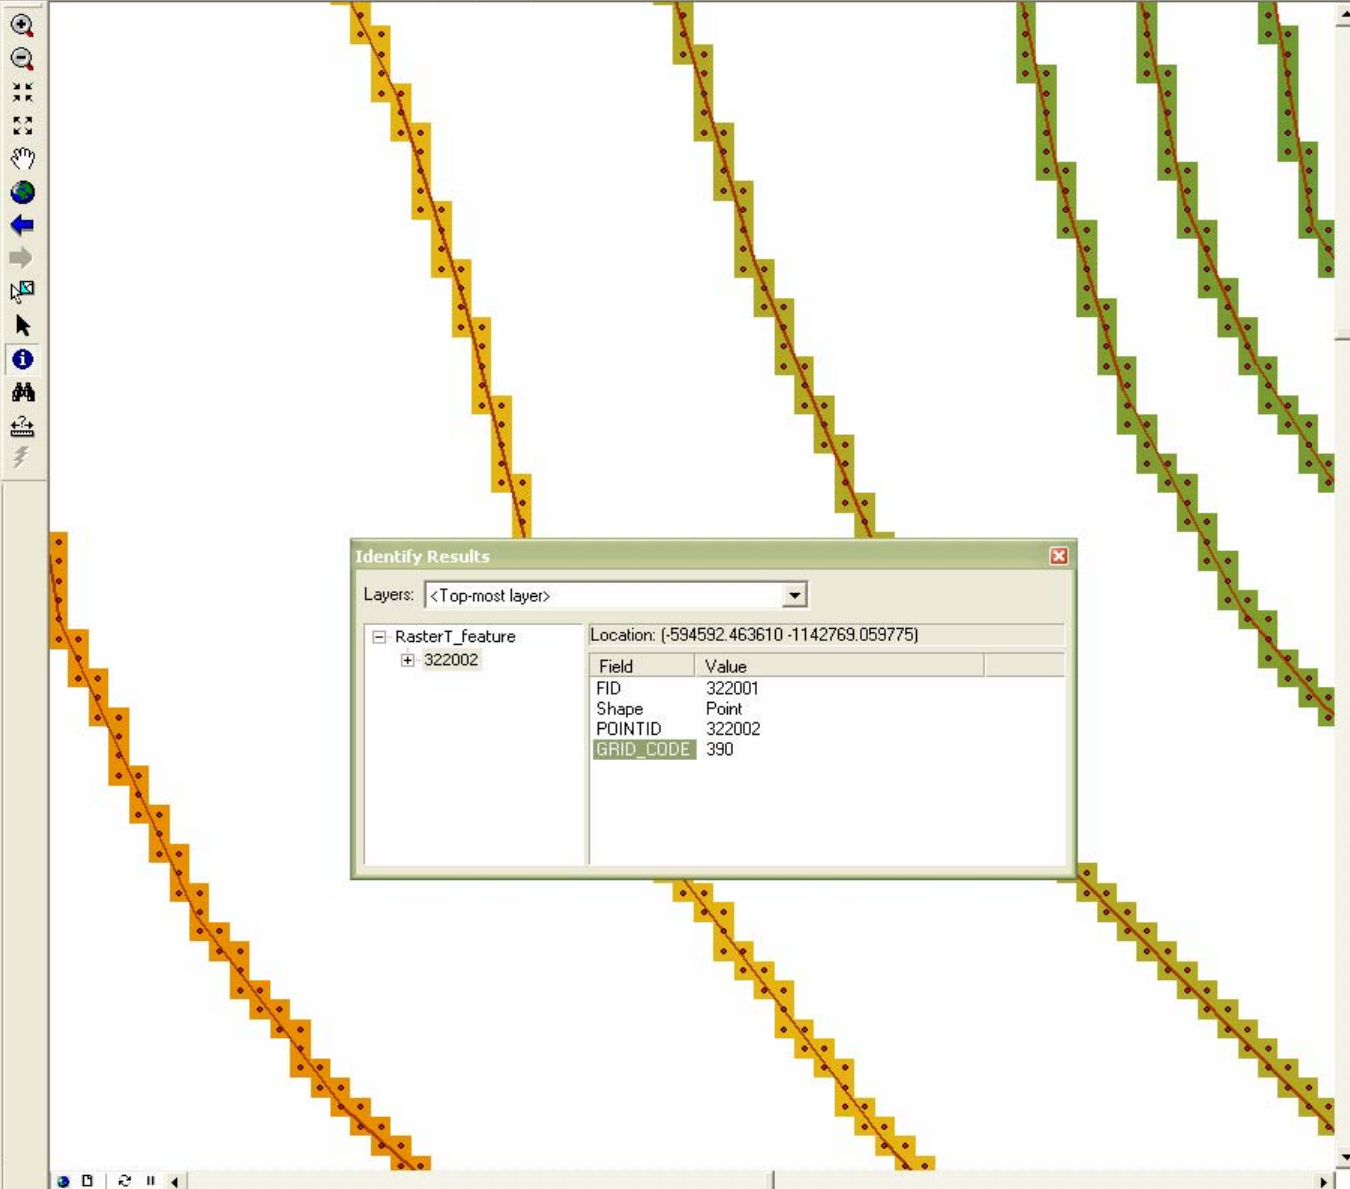 Identify Results
Layers: <Top-most layer>
RasterT_feature
322002
Location: (-594592.463610 -1142769.059775)
Field Value
FID 322001
Shape Point
POINTID 322002
GRID_CODE 390